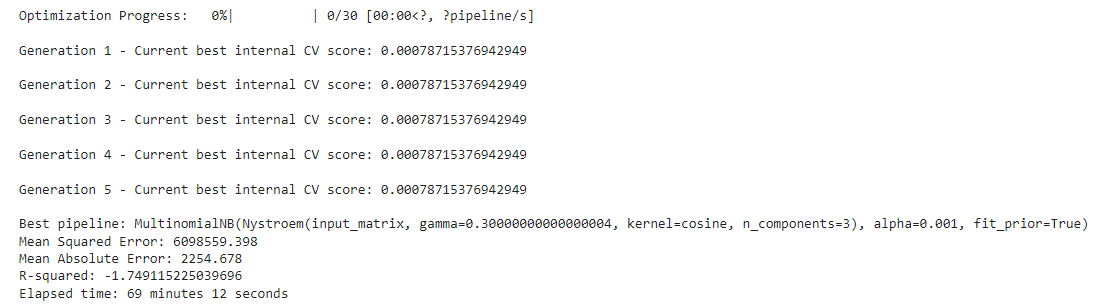 Optimization Progress:   0%|          | 0/30 [00:00<?, ?pipeline/s]
Generation 1 - Current best internal CV score: 0.00078715376942949
Generation 2 - Current best internal CV score: 0.00078715376942949
Generation 3 - Current best internal CV score: 0.00078715376942949
Generation 4 - Current best internal CV score: 0.00078715376942949
Generation 5 - Current best internal CV score: 0.00078715376942949
Best pipeline: MultinomialNB(Nystroem(input_matrix, gamma=0.30000000000000004, kernel=cosine, n_components=3), alpha=0.001, fit_prior=True)
Mean Squared Error: 6098559.398
Mean Absolute Error: 2254.678
R-squared: -1.749115225039696
Elapsed time: 69 minutes 12 seconds